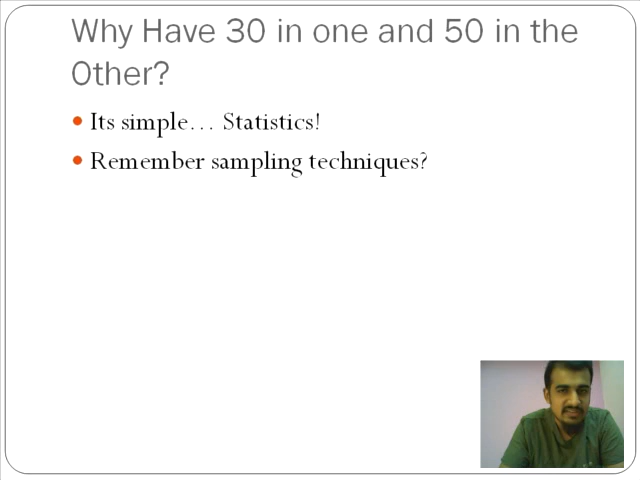 Why Have 30 in one and 50 in the
Other?
Its simple… Statistics!
Remember sampling techniques?